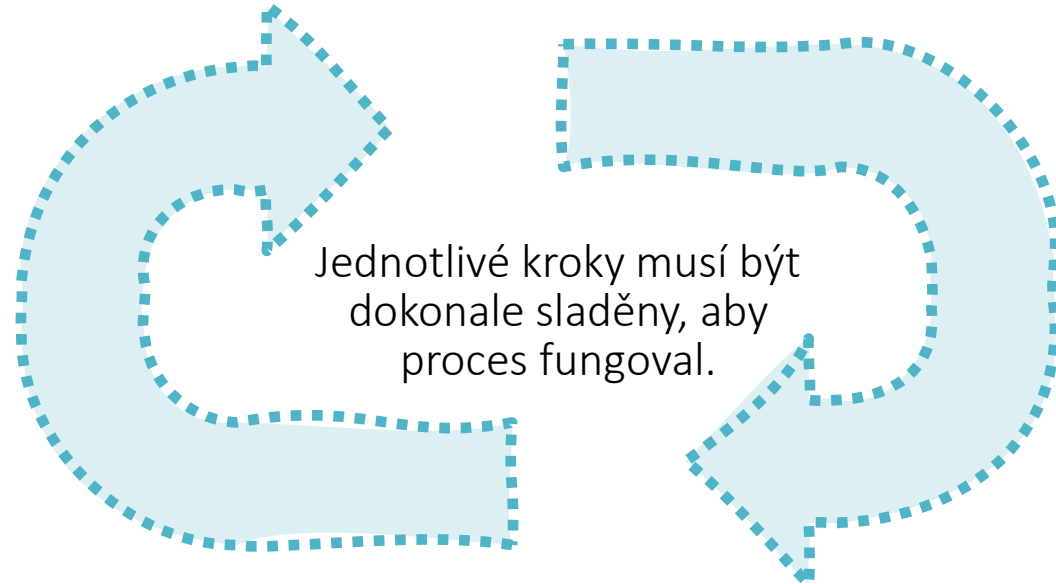 Jednotlivé kroky musí být
dokonale sladěny, aby
proces fungoval.